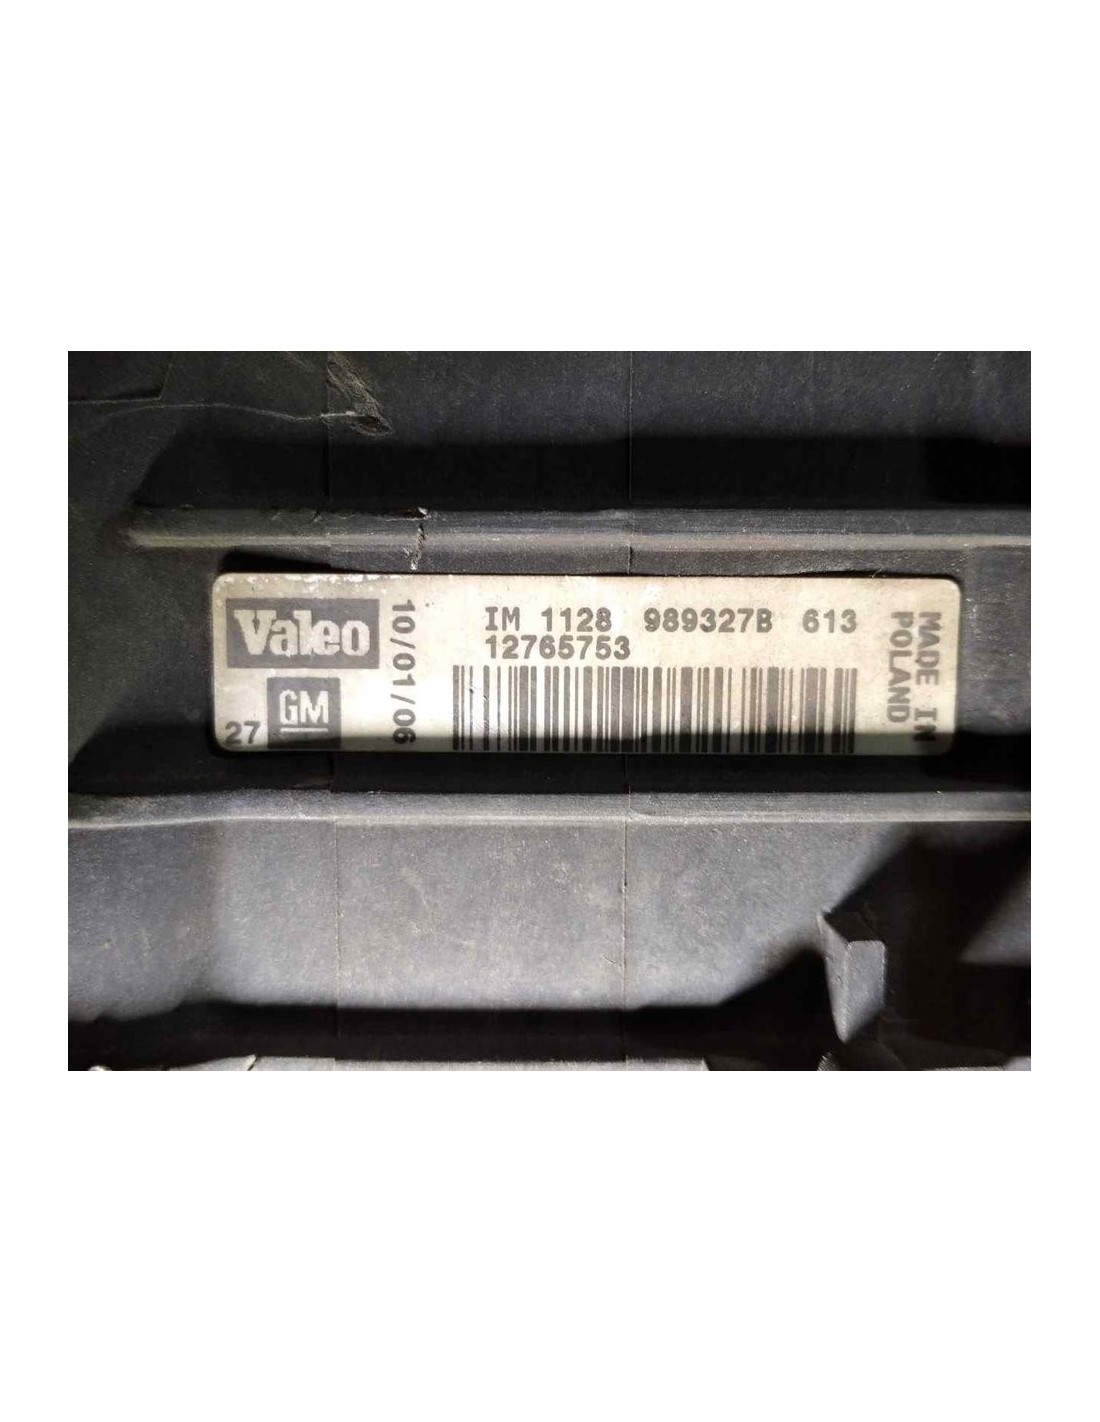 Valeo
GM
27
10/01/06
IM 1128 989327B 613
12765753
MADE IN
POLAND